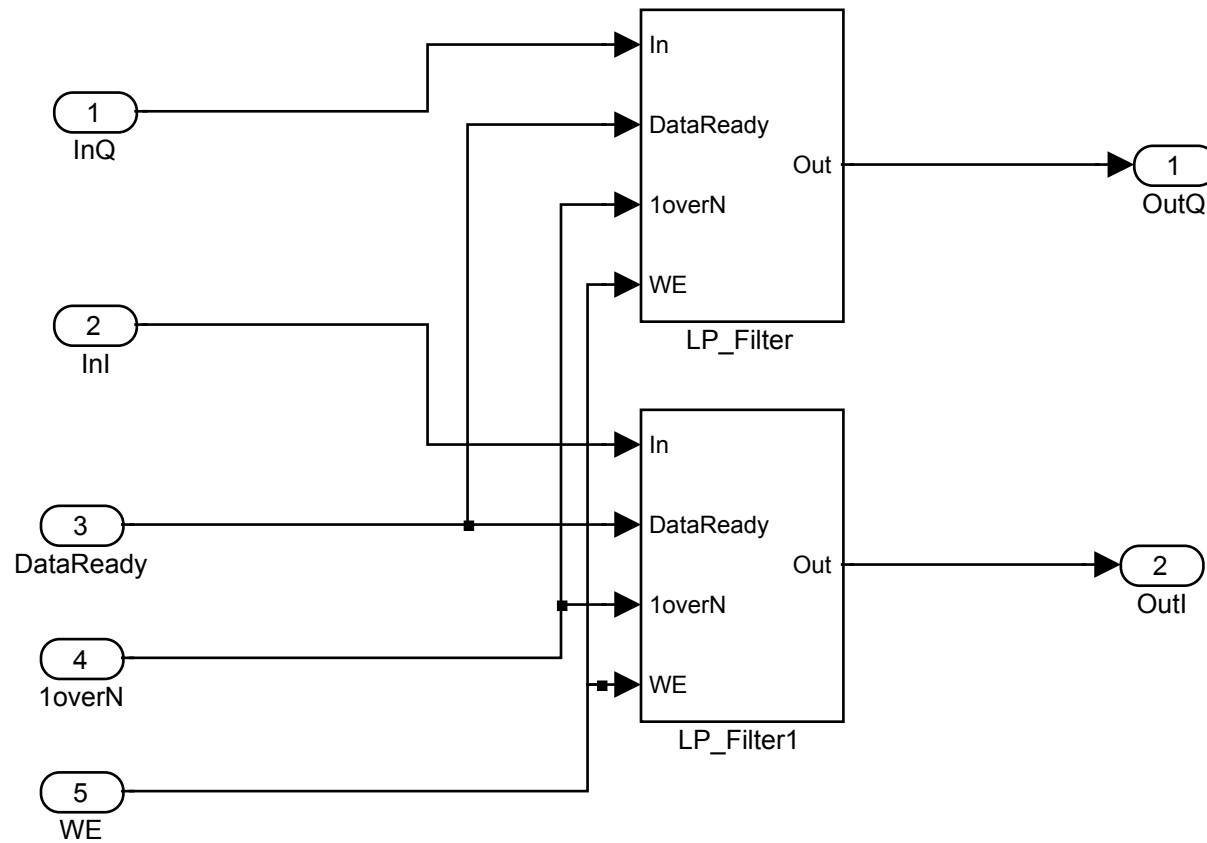 1
InQ
2
InI
3
DataReady
4
1overN
5
WE
In
DataReady
1overN
WE
Out
LP_Filter
In
DataReady
1overN
WE
Out
LP_Filter1
1
OutQ
2
OutI